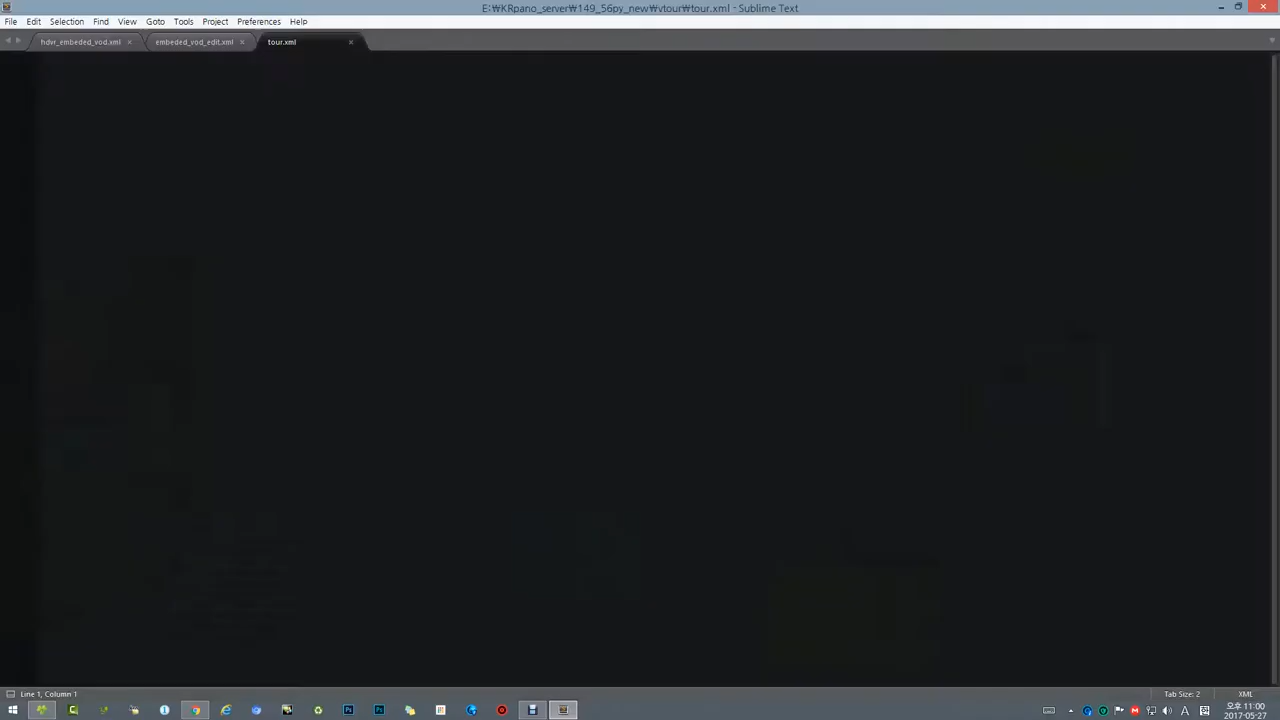 E:₩KRpano_server₩149_56py_new₩vtour₩tour.xml - Sublime Text
File Edit Selection Find View Goto Tools Project Preferences Help
hdvr_embeded_vod.xml × embeded_vod_edit.xml × tour.xml ×
Line 1, Column 1 Tab Size: 2 XML
A 오후 11:00
2017-05-27